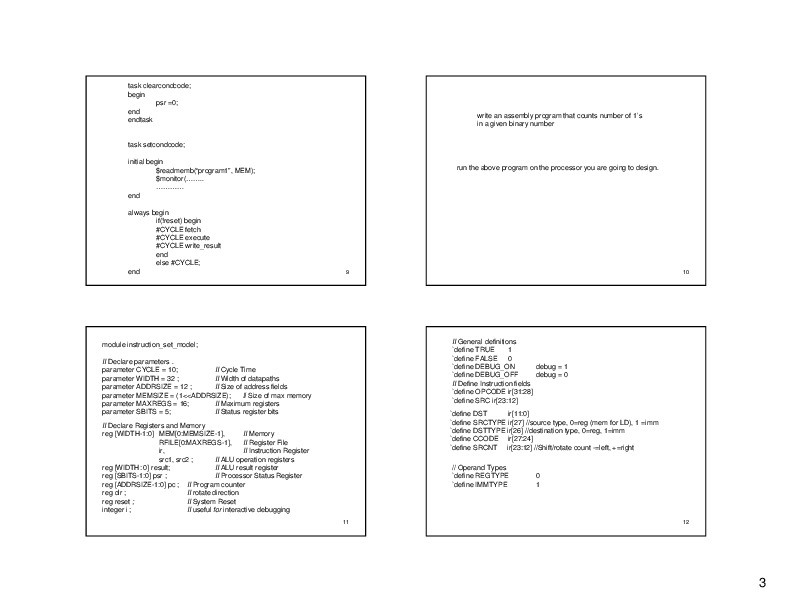 task clearcondcode;
begin
psr =0;
end
endtask
task setcondcode;
initial begin
$readmemb("program1", MEM);
$monitor(........
.............
end
always begin
if(!reset) begin
#CYCLE fetch
#CYCLE execute
#CYCLE write_result
end
else #CYCLE;
end
9
write an assembly program that counts number of 1`s
in a given binary number
run the above program on the processor you are going to design.
10
module instruction_set_model;
// Declare parameters .
parameter CYCLE = 10; // Cycle Time
parameter WIDTH = 32 ; // Width of datapaths
parameter ADDRSIZE = 12 ; // Size of address fields
parameter MEMSIZE = (1<<ADDRSIZE); // Size of max memory
parameter MAXREGS = 16; // Maximum registers
parameter SBITS = 5; // Status register bits
// Declare Registers and Memory
reg [WIDTH-1:0] MEM[0:MEMSIZE-1], // Memory
RFILE[0:MAXREGS-1], // Register File
ir, // Instruction Register
src1, src2 ; // ALU operation registers
reg [WIDTH:0] result; // ALU result register
reg [SBITS-1:0] psr ; // Processor Status Register
reg [ADDRSIZE-1:0] pc ; // Program counter
reg dir ; // rotate direction
reg reset ; // System Reset
integer i ; // useful for interactive debugging
11
// General definitions
`define TRUE 1
`define FALSE 0
`define DEBUG_ON debug = 1
`define DEBUG_OFF debug = 0
// Define Instruction fields
`define OPCODE ir[31:28]
`define SRC ir[23:12]
`define DST ir[11:0]
`define SRCTYPE ir[27] //source type, 0=reg (mem for LD), 1 =imm
`define DSTTYPE ir[26] //destination type, 0=reg, 1=imm
`define CCODE ir[27:24]
`define SRCNT ir[23:12] //Shift/rotate count -=left, +=right
// Operand Types
`define REGTYPE 0
`define IMMTYPE 1
12
3